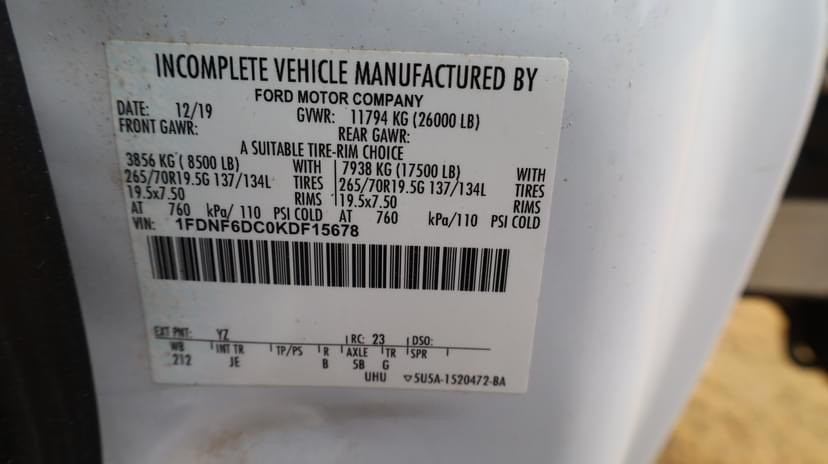 INCOMPLETE VEHICLE MANUFACTURED BY
FORD MOTOR COMPANY
DATE: 12/19 GVWR: 11794 KG (26000 LB)
FRONT GAWR: REAR GAWR:
A SUITABLE TIRE-RIM CHOICE
3856 KG ( 8500 LB) WITH 7938 KG (17500 LB) WITH
265/70R19.5G 137/134L TIRES 265/70R19.5G 137/134L TIRES
19.5x7.50 RIMS 19.5x7.50 RIMS
AT 760 kPa/ 110 PSI COLD AT 760 kPa/110 PSI COLD
VIN: 1FDNF6DC0KDF15678
EXT PNT: YZ RC: 23 DSO:
WB INT TR TP/PS R AXLE TR SPR
212 JE B 5B G
UHU ▽5U5A-1520472-BA